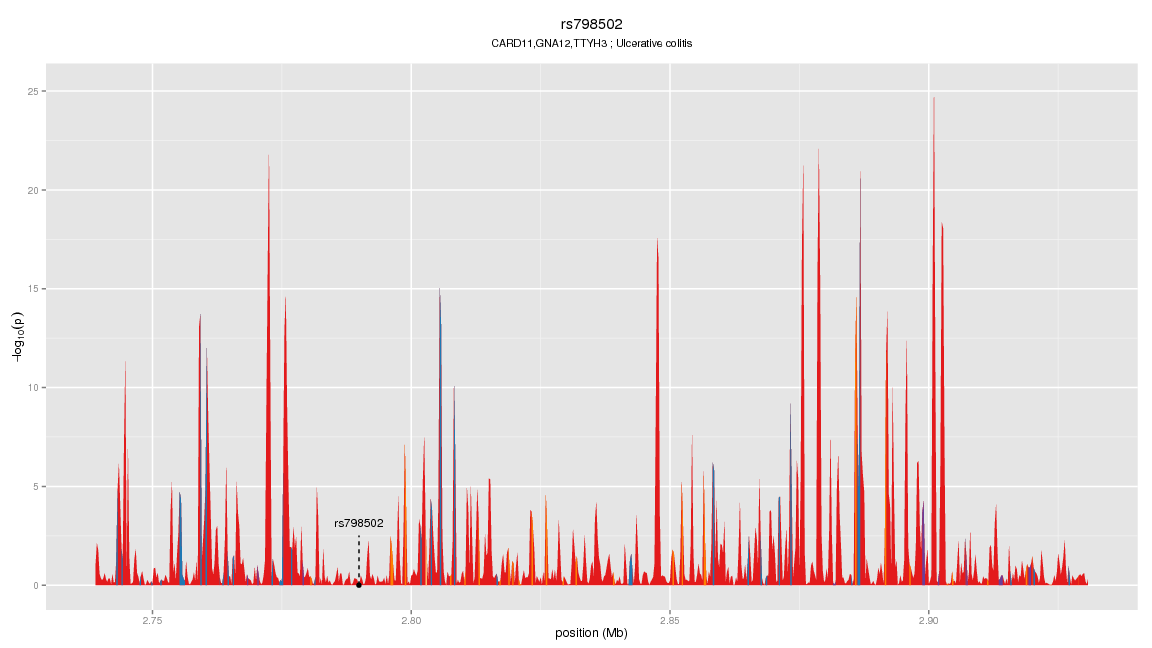 rs798502
CARD11,GNA12,TTYH3 ; Ulcerative colitis
25
20
15
10
5
0
−log10(p)
rs798502
2.75 2.80 2.85 2.90
position (Mb)